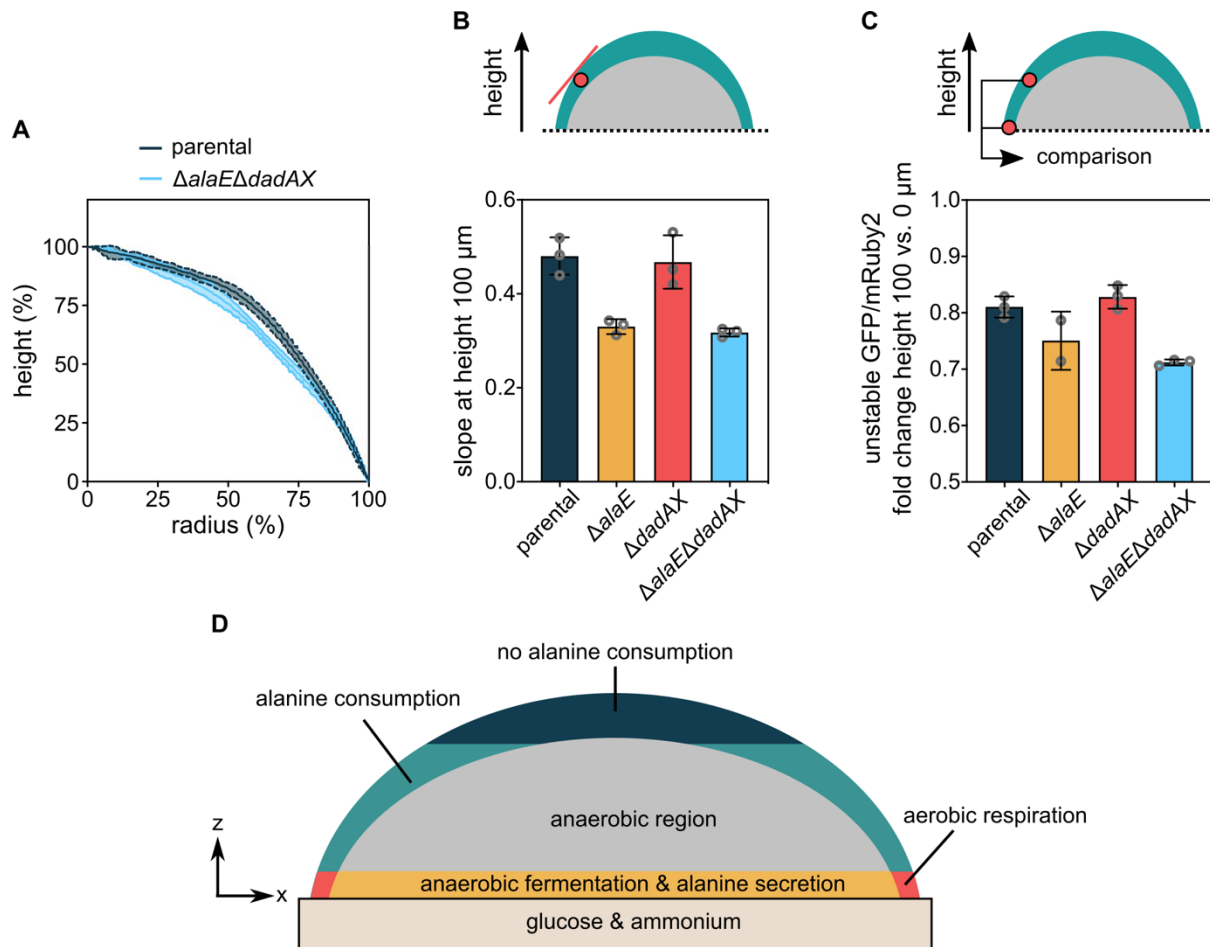 A
parental
ΔalaEΔdadAX
height (%)
100
75
50
25
0
0
25
50
75
100
radius (%)
B
height
slope at height 100 µm
0.6
0.4
0.2
0.0
parental
ΔalaE
ΔdadAX
ΔalaEΔdadAX
C
height
comparison
unstable GFP/mRuby2
fold change height 100 vs. 0 µm
1.0
0.9
0.8
0.7
0.6
0.5
parental
ΔalaE
ΔdadAX
ΔalaEΔdadAX
D
no alanine consumption
alanine consumption
anaerobic region
aerobic respiration
z
x
anaerobic fermentation & alanine secretion
glucose & ammonium